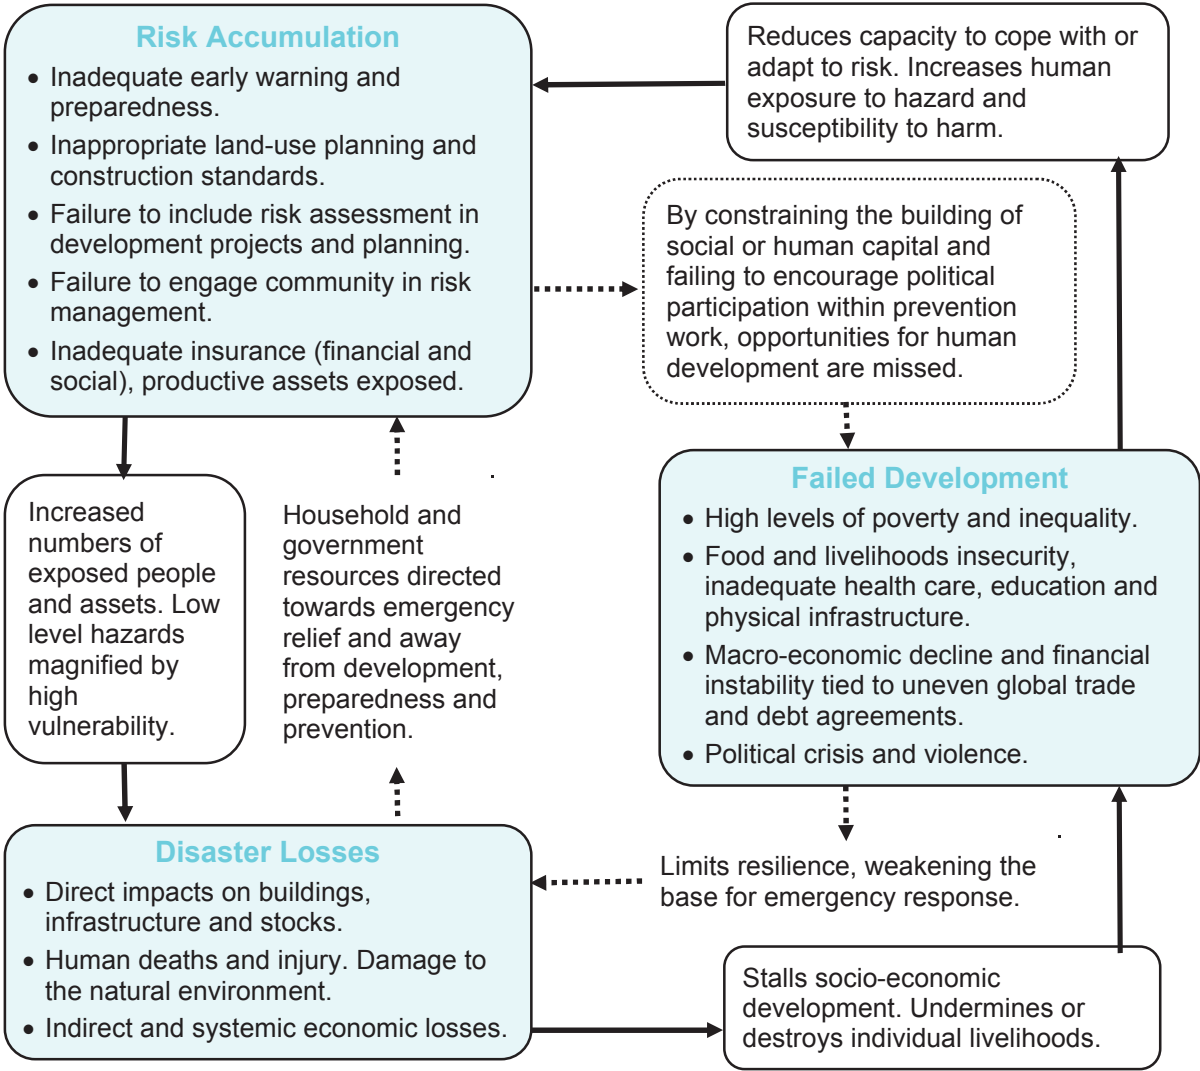 Risk Accumulation
• Inadequate early warning and
preparedness.
• Inappropriate land-use planning and
construction standards.
• Failure to include risk assessment in
development projects and planning.
• Failure to engage community in risk
management.
• Inadequate insurance (financial and
social), productive assets exposed.
Reduces capacity to cope with or
adapt to risk. Increases human
exposure to hazard and
susceptibility to harm.
By constraining the building of
social or human capital and
failing to encourage political
participation within prevention
work, opportunities for human
development are missed.
Increased
numbers of
exposed people
and assets. Low
level hazards
magnified by
high
vulnerability.
Household and
government
resources directed
towards emergency
relief and away
from development,
preparedness and
prevention.
Failed Development
• High levels of poverty and inequality.
• Food and livelihoods insecurity,
inadequate health care, education and
physical infrastructure.
• Macro-economic decline and financial
instability tied to uneven global trade
and debt agreements.
• Political crisis and violence.
Disaster Losses
• Direct impacts on buildings,
infrastructure and stocks.
• Human deaths and injury. Damage to
the natural environment.
• Indirect and systemic economic losses.
Limits resilience, weakening the
base for emergency response.
Stalls socio-economic
development. Undermines or
destroys individual livelihoods.